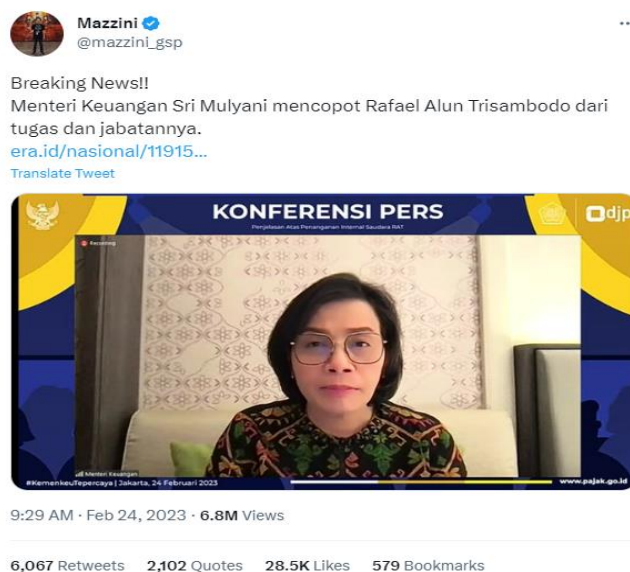 Mazzini
@mazzini_gsp
Breaking News!!
Menteri Keuangan Sri Mulyani mencopot Rafael Alun Trisambodo dari
tugas dan jabatannya.
era.id/nasional/11915...
Translate Tweet
KONFERENSI PERS
djp
Penjelasan Atas Penanganan Internal Saudara RAT
Recording
Menteri Keuangan
#KemenkeuTepercaya | Jakarta, 24 Februari 2023
www.pajak.go.id
9:29 AM · Feb 24, 2023 · 6.8M Views
6,067 Retweets 2,102 Quotes 28.5K Likes 579 Bookmarks